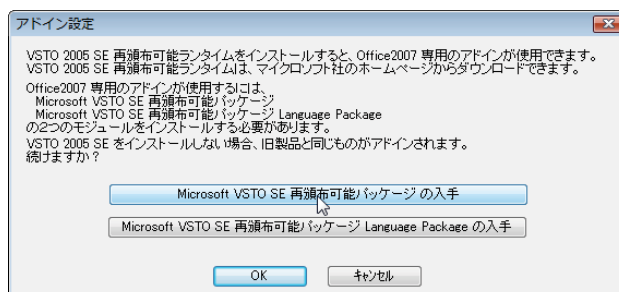 アドイン設定
VSTO 2005 SE 再頒布可能ランタイムをインストールすると、Office2007 専用のアドインが使用できます。
VSTO 2005 SE 再頒布可能ランタイムは、マイクロソフト社のホームページからダウンロードできます。
Office2007 専用のアドインが使用するには、
Microsoft VSTO SE 再頒布可能パッケージ
Microsoft VSTO SE 再頒布可能パッケージ Language Package
の2つのモジュールをインストールする必要があります。
VSTO 2005 SE をインストールしない場合、旧製品と同じものがアドインされます。
続けますか？
Microsoft VSTO SE 再頒布可能パッケージ の入手
Microsoft VSTO SE 再頒布可能パッケージ Language Package の入手
OK
キャンセル